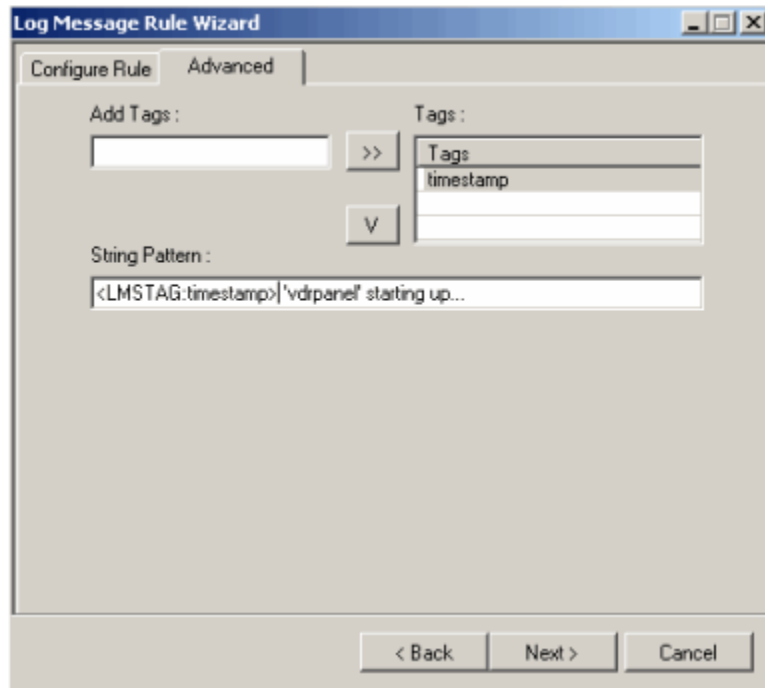 Log Message Rule Wizard
Configure Rule Advanced
Add Tags : Tags :
>> Tags
timestamp
V
String Pattern :
<LMSTAG:timestamp> 'vdrpanel' starting up...
< Back Next > Cancel